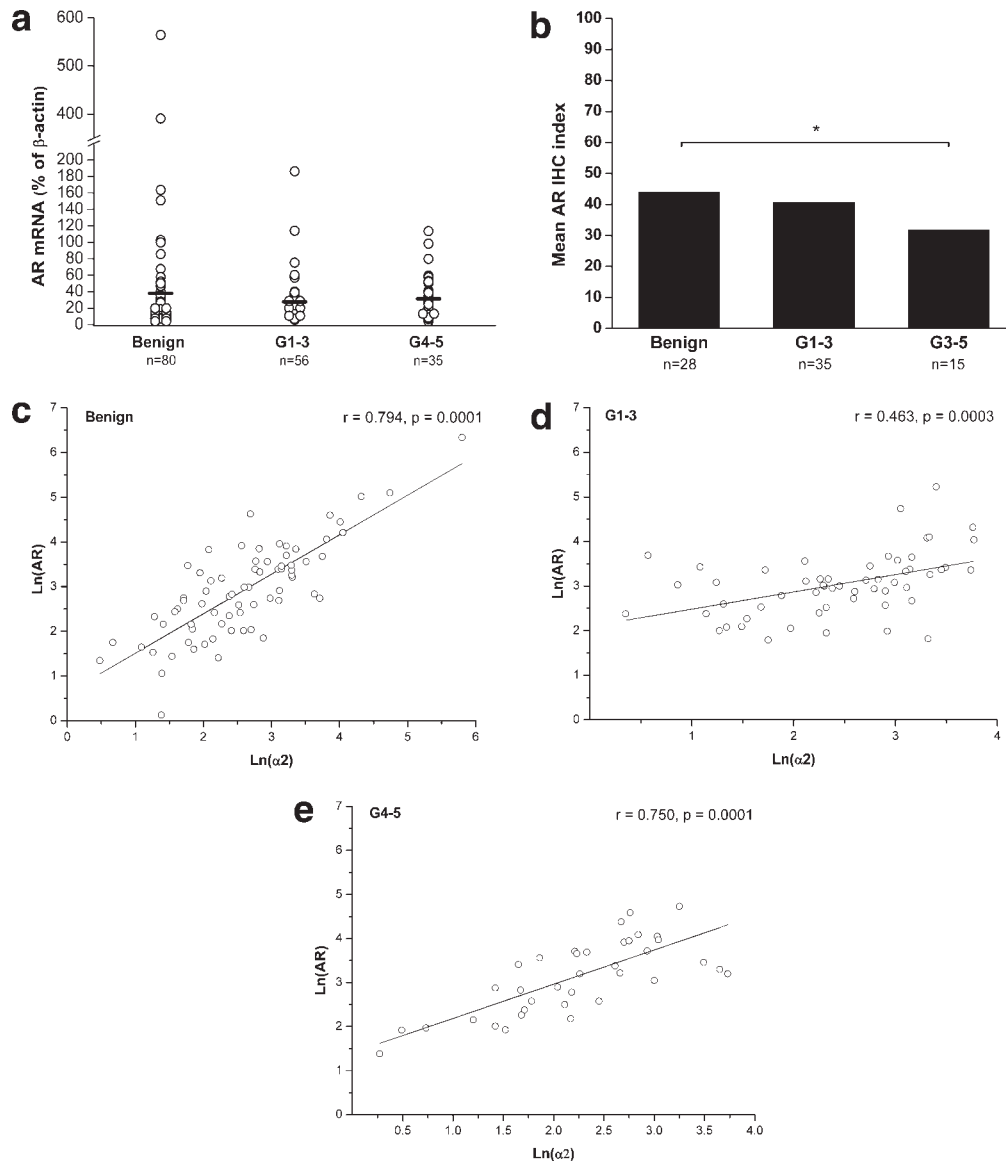 a
AR mRNA (% of β-actin)
600
500
400
200
180
160
140
120
100
80
60
40
20
0
Benign
n=80
G1-3
n=56
G4-5
n=35
b
Mean AR IHC index
100
90
80
70
60
50
40
30
20
10
0
*
Benign
n=28
G1-3
n=35
G3-5
n=15
c
Benign
r = 0.794, p = 0.0001
Ln(AR)
7
6
5
4
3
2
1
0
0 1 2 3 4 5 6
Ln(α2)
d
G1-3
r = 0.463, p = 0.0003
Ln(AR)
7
6
5
4
3
2
1
0
1 2 3 4
Ln(α2)
e
G4-5
r = 0.750, p = 0.0001
Ln(AR)
7
6
5
4
3
2
1
0
0.5 1.0 1.5 2.0 2.5 3.0 3.5 4.0
Ln(α2)